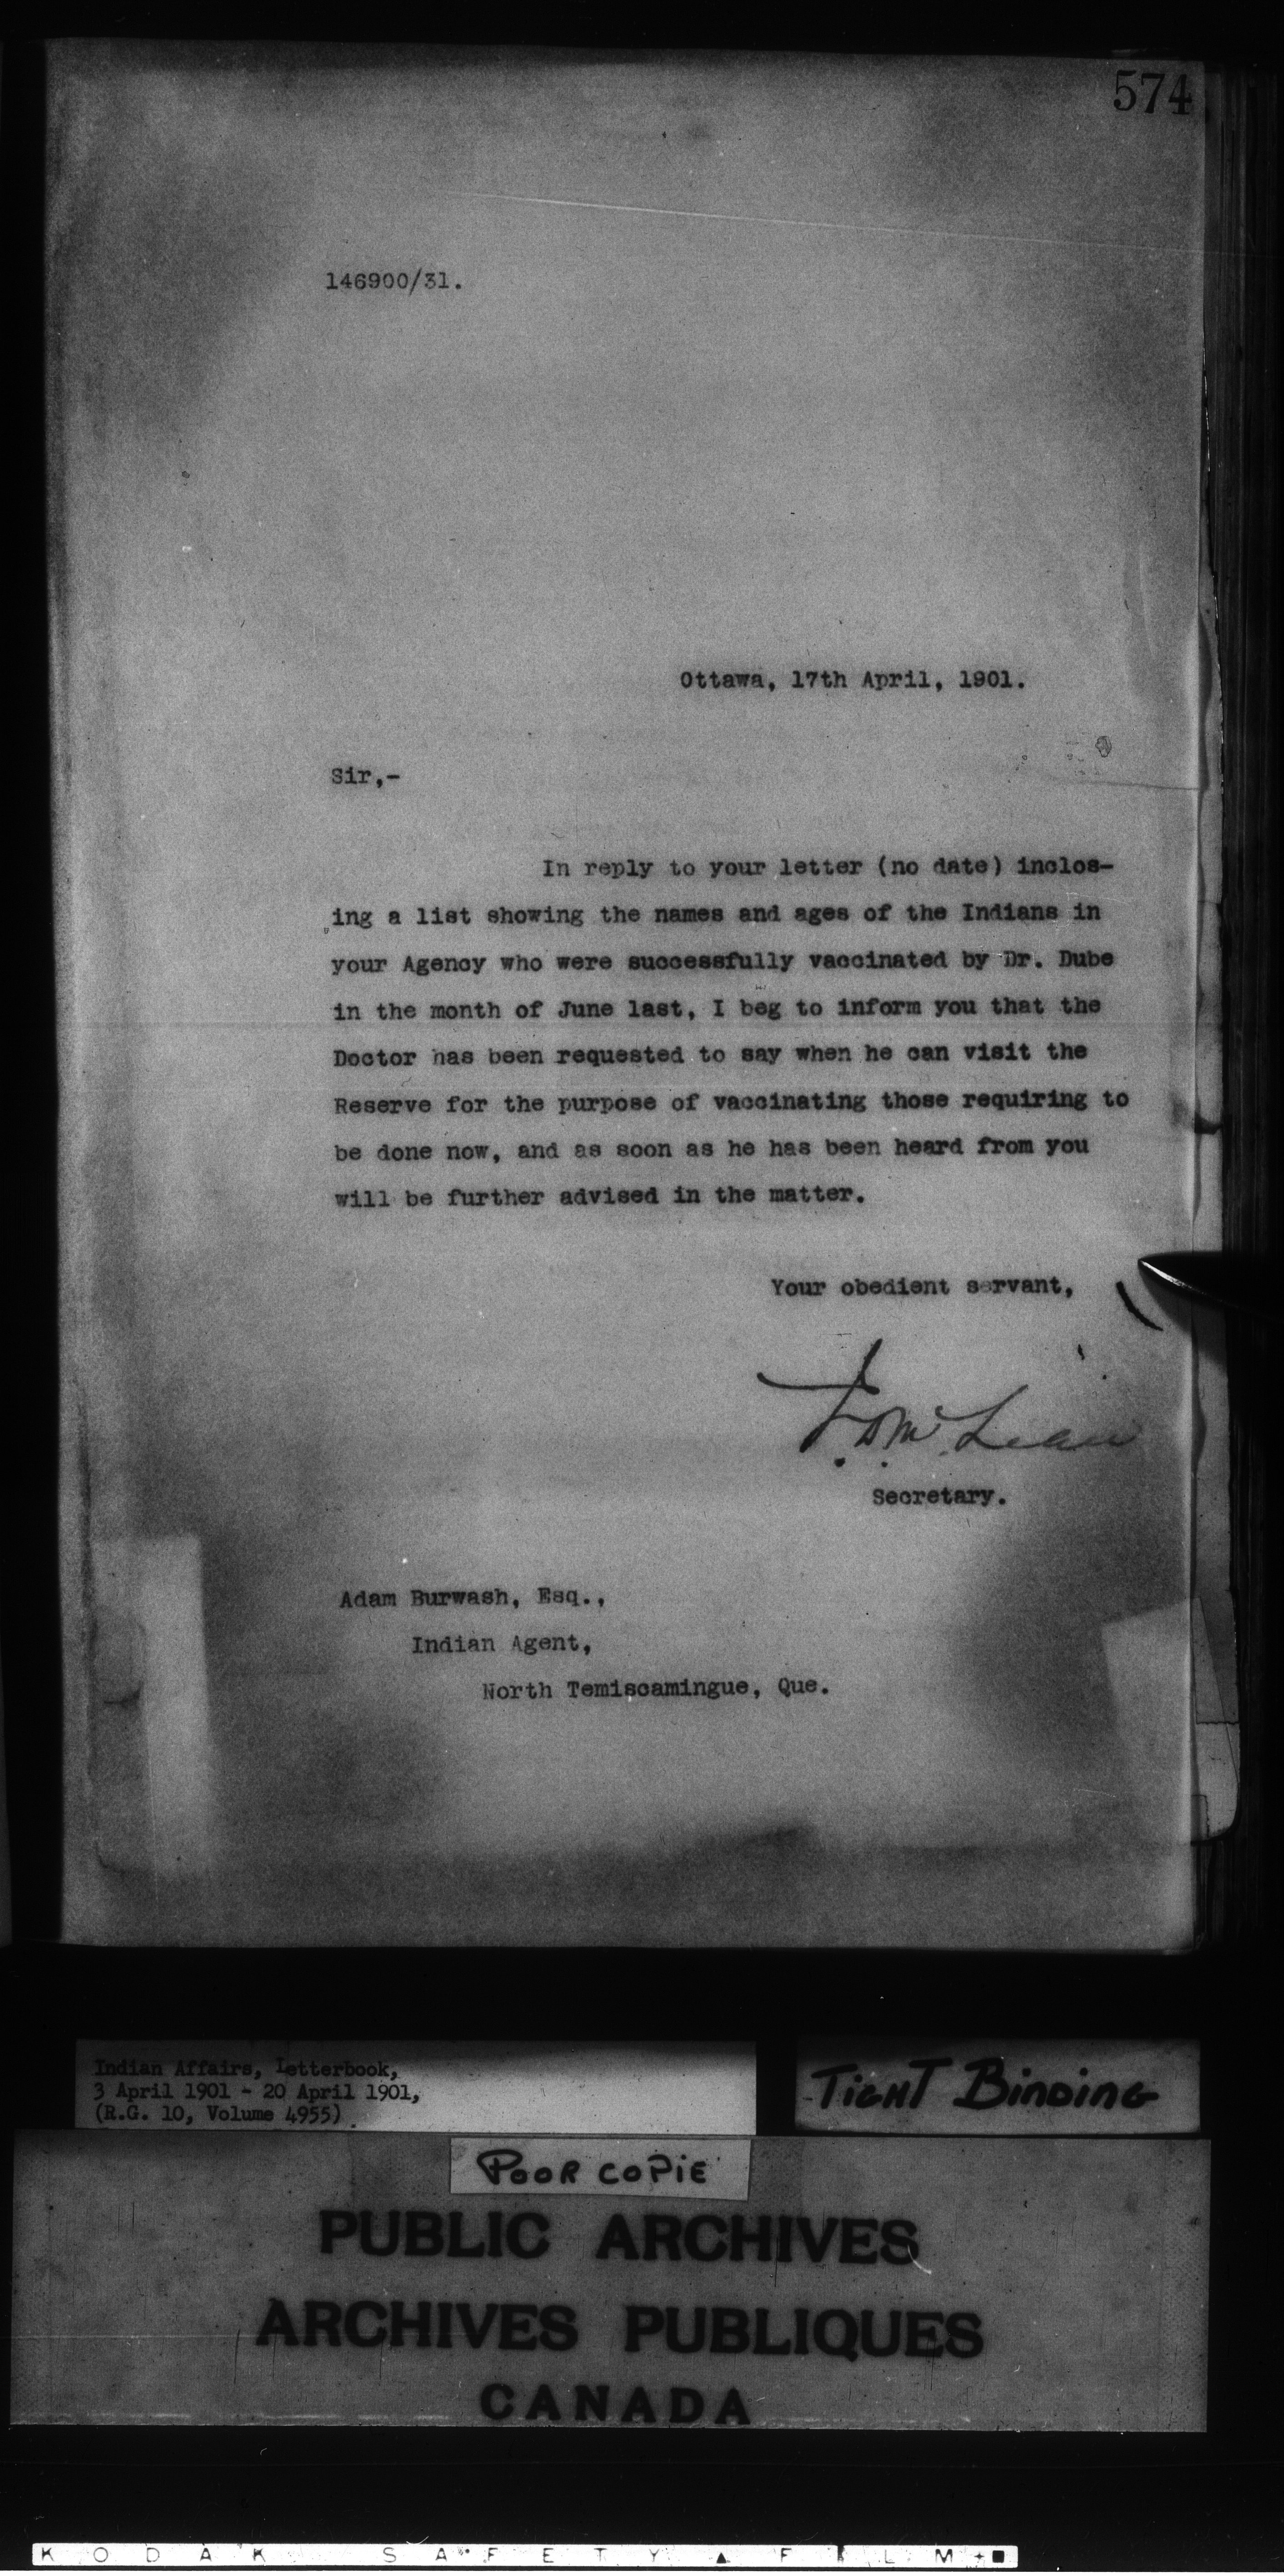 574
146900/31.
Ottawa, 17th April, 1901.
Sir,-
In reply to your letter (no date) inclos-
ing a list showing the names and ages of the Indians in
your Agency who were successfully vaccinated by Dr. Dube
in the month of June last, I beg to inform you that the
Doctor has been requested to say when he can visit the
Reserve for the purpose of vaccinating those requiring to
be done now, and as soon as he has been heard from you
will be further advised in the matter.
Your obedient servant,
J.D. McLean
Secretary.
Adam Burwash, Esq.,
Indian Agent,
North Temiscamingue, Que.
Indian Affairs, Letterbook,
3 April 1901 - 20 April 1901,
(R.G. 10, Volume 4955)
TIGHT BINDING
POOR COPIE
PUBLIC ARCHIVES
ARCHIVES PUBLIQUES
CANADA
KODAK SAFETY FILM